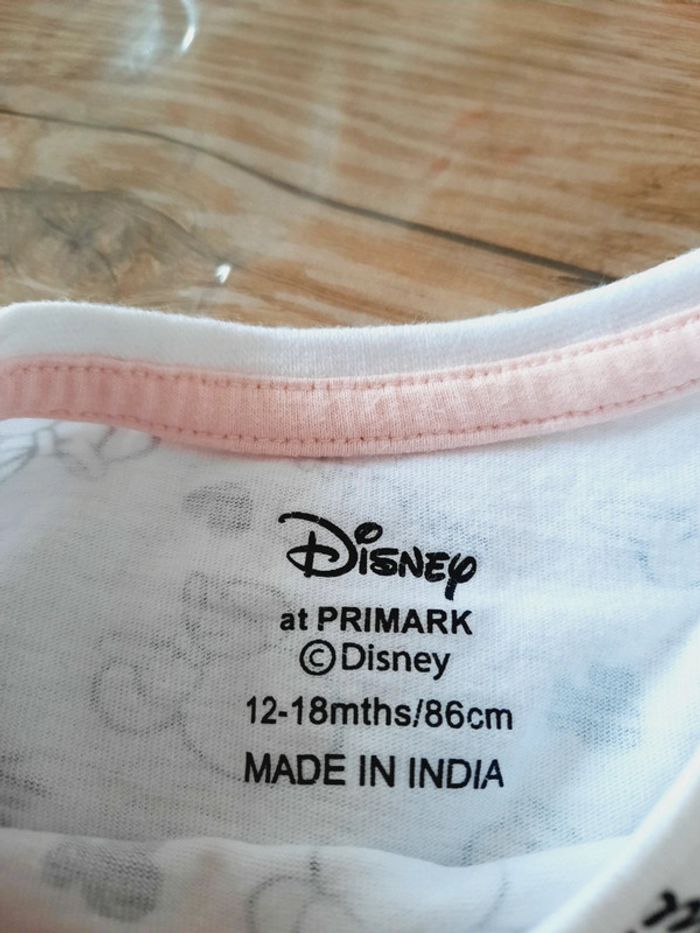 Disney
at PRIMARK
©Disney
12-18mths/86cm
MADE IN INDIA